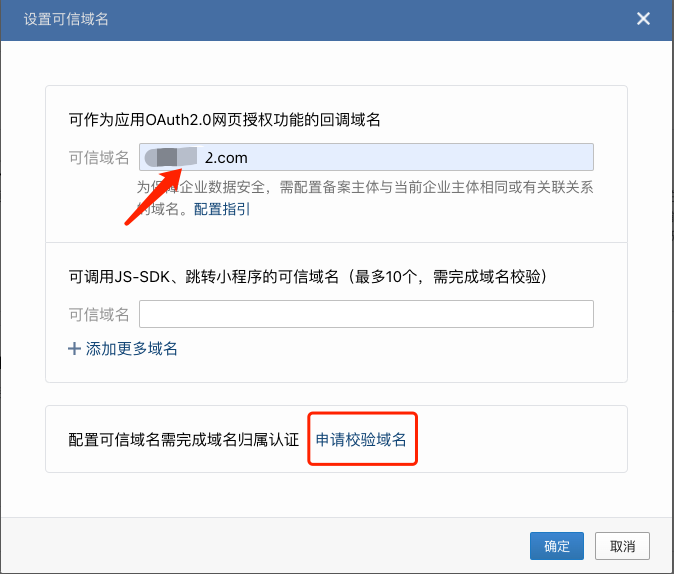 设置可信域名
可作为应用OAuth2.0网页授权功能的回调域名
可信域名 2.com
为保障企业数据安全，需配置备案主体与当前企业主体相同或有关联关系
的域名。配置指引
可调用JS-SDK、跳转小程序的可信域名（最多10个，需完成域名校验）
可信域名
添加更多域名
配置可信域名需完成域名归属认证 申请校验域名
确定 取消